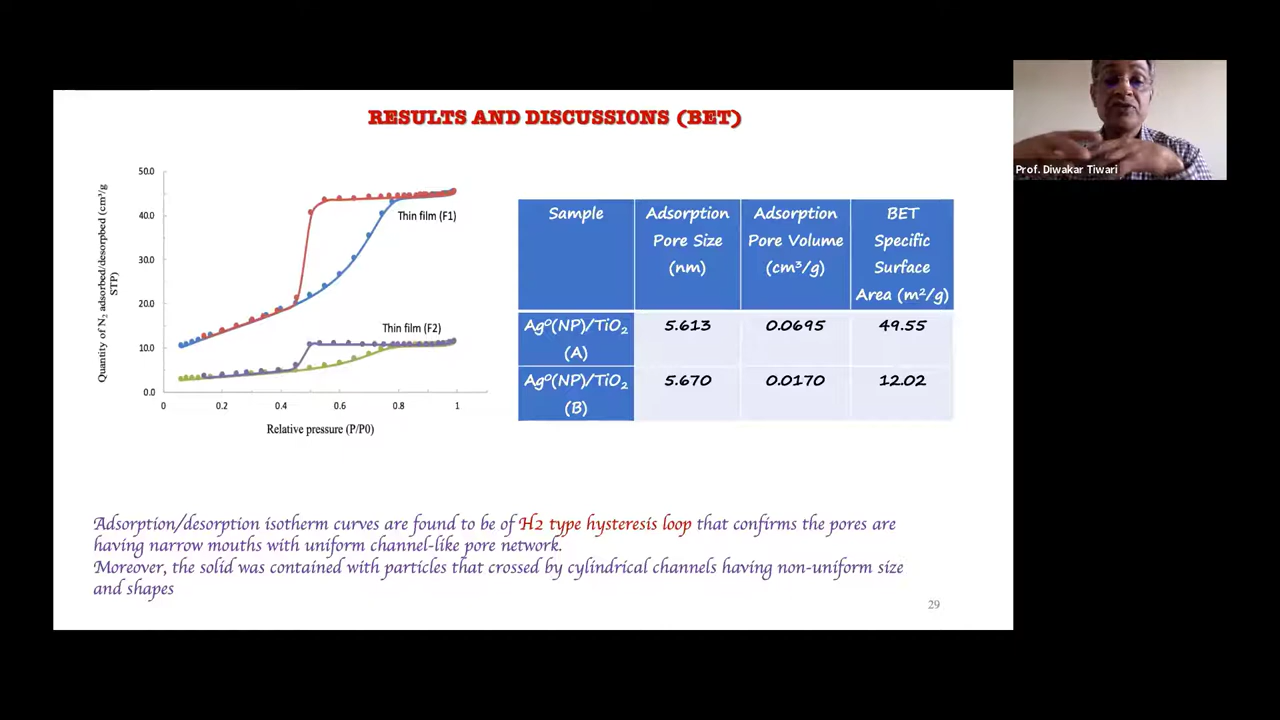 RESULTS AND DISCUSSIONS (BET)
Prof. Diwakar Tiwari
Quantity of N2 adsorbed/desorpbed (cm³/g
STP)
50.0
40.0
30.0
20.0
10.0
0.0
Thin film (F1)
Thin film (F2)
0 0.2 0.4 0.6 0.8 1
Relative pressure (P/P0)
Sample
Adsorption
Pore Size
(nm)
Adsorption
Pore Volume
(cm³/g)
BET
Specific
Surface
Area (m²/g)
Ag⁰(NP)/TiO₂
(A)
5.613
0.0695
49.55
Ag⁰(NP)/TiO₂
(B)
5.670
0.0170
12.02
Adsorption/desorption isotherm curves are found to be of H2 type hysteresis loop that confirms the pores are
having narrow mouths with uniform channel-like pore network.
Moreover, the solid was contained with particles that crossed by cylindrical channels having non-uniform size
and shapes
29